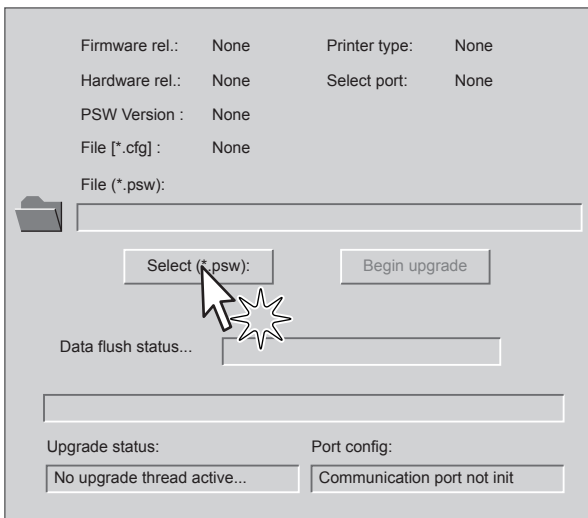 Firmware rel.: None Printer type: None
Hardware rel.: None Select port: None
PSW Version : None
File [*.cfg] : None
File (*.psw):
Select (*.psw): Begin upgrade
Data flush status...
Upgrade status: Port config:
No upgrade thread active... Communication port not init